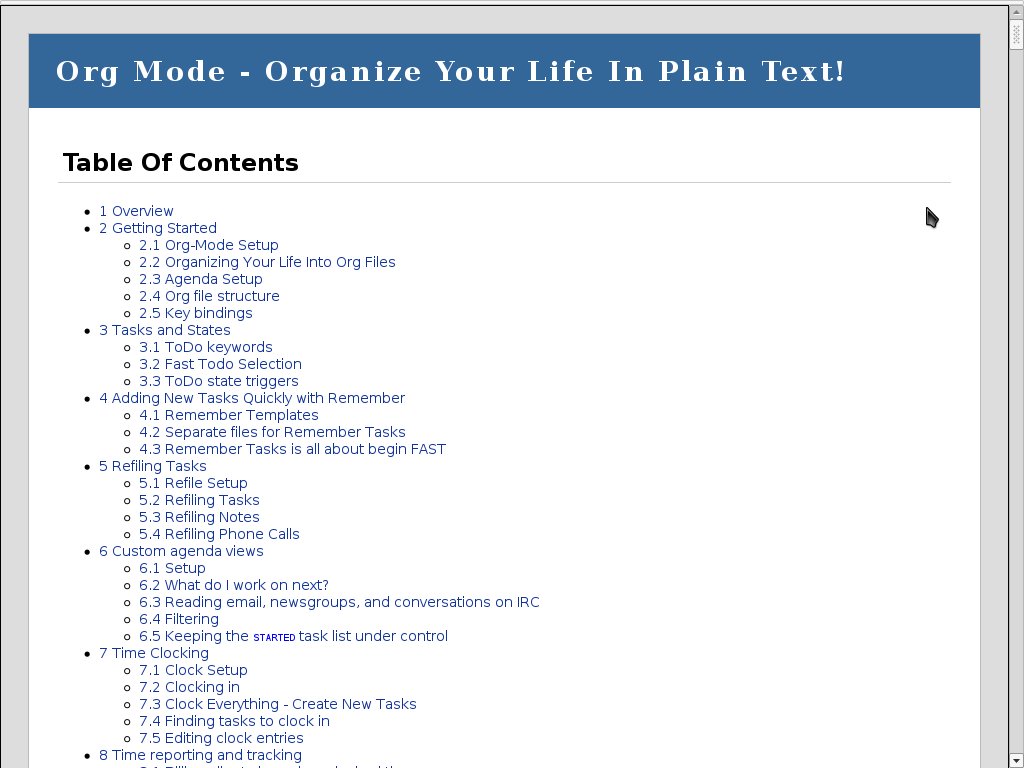 Org Mode - Organize Your Life In Plain Text!
Table Of Contents
1 Overview
2 Getting Started
2.1 Org-Mode Setup
2.2 Organizing Your Life Into Org Files
2.3 Agenda Setup
2.4 Org file structure
2.5 Key bindings
3 Tasks and States
3.1 ToDo keywords
3.2 Fast Todo Selection
3.3 ToDo state triggers
4 Adding New Tasks Quickly with Remember
4.1 Remember Templates
4.2 Separate files for Remember Tasks
4.3 Remember Tasks is all about begin FAST
5 Refiling Tasks
5.1 Refile Setup
5.2 Refiling Tasks
5.3 Refiling Notes
5.4 Refiling Phone Calls
6 Custom agenda views
6.1 Setup
6.2 What do I work on next?
6.3 Reading email, newsgroups, and conversations on IRC
6.4 Filtering
6.5 Keeping the STARTED task list under control
7 Time Clocking
7.1 Clock Setup
7.2 Clocking in
7.3 Clock Everything - Create New Tasks
7.4 Finding tasks to clock in
7.5 Editing clock entries
8 Time reporting and tracking